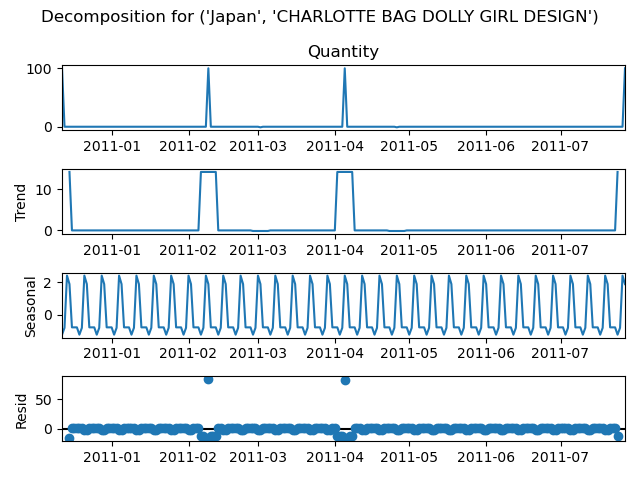 Decomposition for ('Japan', 'CHARLOTTE BAG DOLLY GIRL DESIGN')
Quantity
100
0
2011-01 2011-02 2011-03 2011-04 2011-05 2011-06 2011-07
Trend
10
0
2011-01 2011-02 2011-03 2011-04 2011-05 2011-06 2011-07
Seasonal
2
0
2011-01 2011-02 2011-03 2011-04 2011-05 2011-06 2011-07
Resid
50
0
2011-01 2011-02 2011-03 2011-04 2011-05 2011-06 2011-07